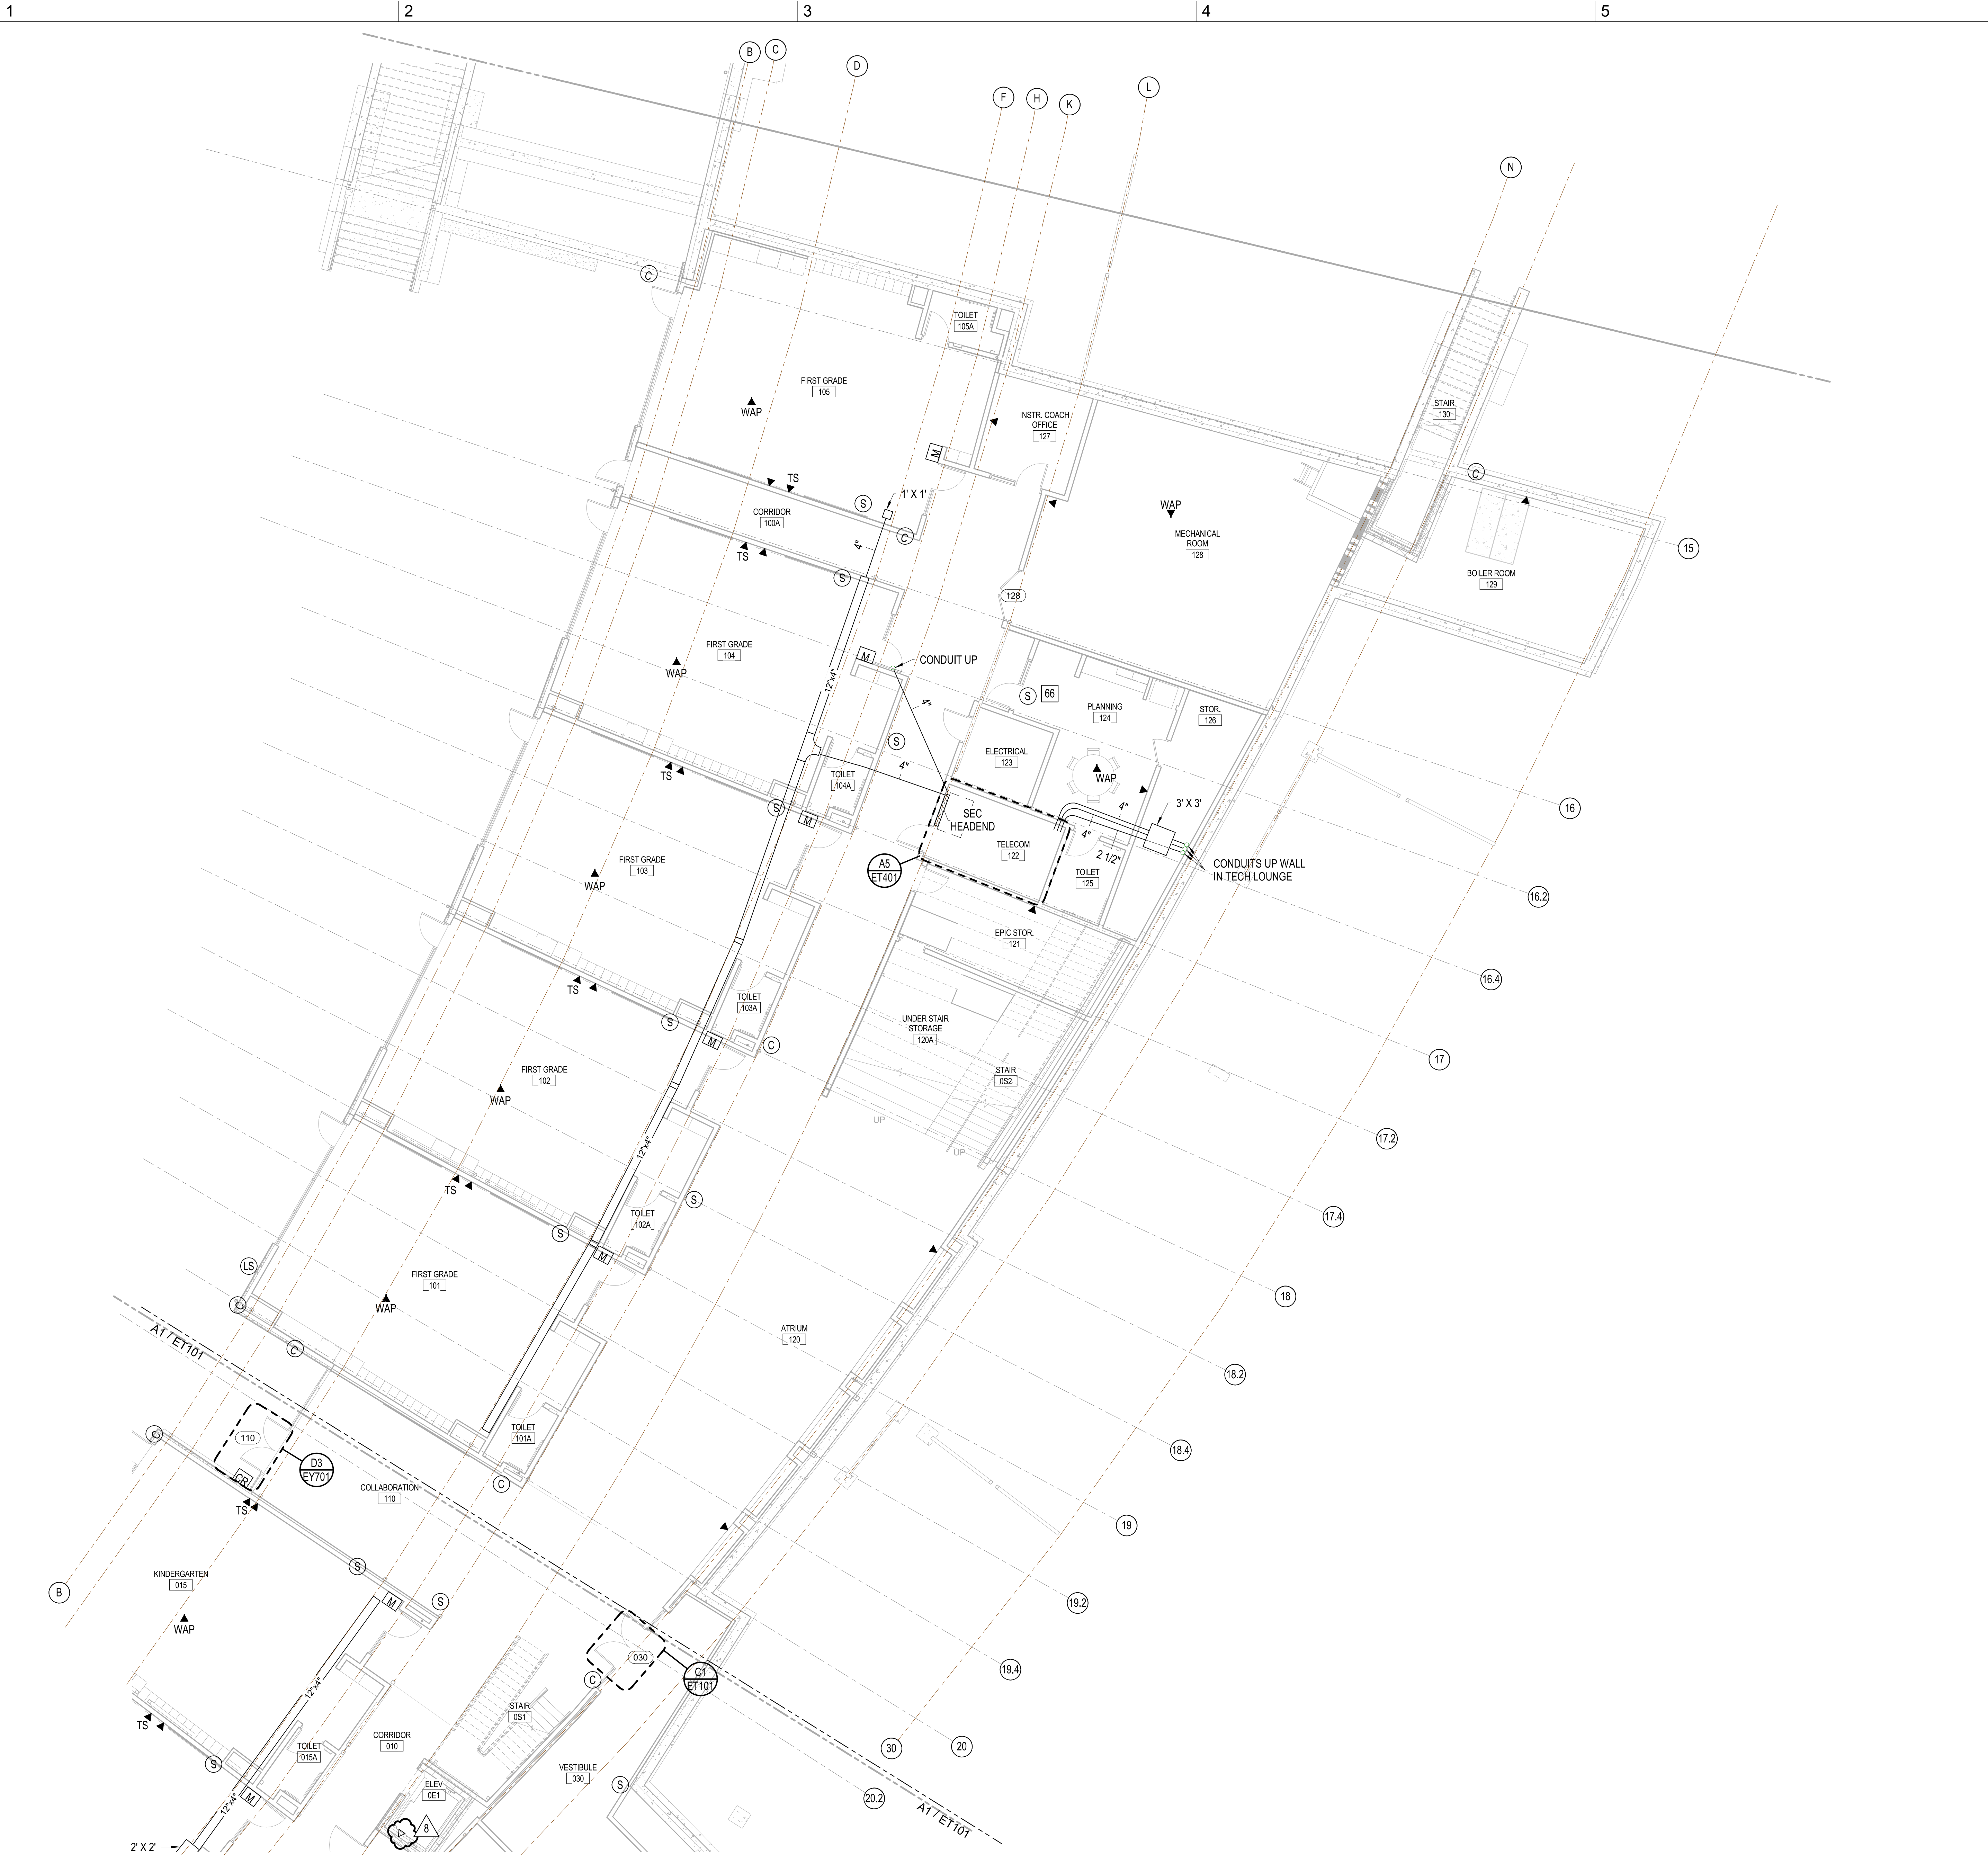 1
2
3
4
5
B
C
D
F
H
K
L
N
C
TOILET
105A
FIRST GRADE
105
WAP
INSTR. COACH
OFFICE
127
M
STAIR
130
C
TS
S
1' X 1'
CORRIDOR
100A
C
4"
TS
S
WAP
MECHANICAL
ROOM
128
15
BOILER ROOM
129
128
FIRST GRADE
104
WAP
M
CONDUIT UP
12"x4"
4"
S
66
PLANNING
124
STOR.
126
S
ELECTRICAL
123
TS
4"
TOILET
104A
WAP
S
M
SEC
HEADEND
4"
4"
3' X 3'
16
2 1/2"
TELECOM
122
A5
ET401
TOILET
125
CONDUITS UP WALL
IN TECH LOUNGE
FIRST GRADE
103
WAP
16.2
EPIC STOR.
121
16.4
TS
TOILET
103A
S
M
C
UNDER STAIR
STORAGE
120A
17
STAIR
0S2
FIRST GRADE
102
WAP
UP
UP
17.2
12"x4"
TS
S
TOILET
102A
S
M
17.4
LS
FIRST GRADE
101
WAP
C
18
A1 / ET101
C
ATRIUM
120
18.2
C
110
TOILET
101A
18.4
D3
EY701
CR
TS
COLLABORATION
110
C
19
S
KINDERGARTEN
015
B
WAP
M
S
19.2
030
C1
ET101
C
19.4
12"x4"
STAIR
0S1
TS
S
TOILET
015A
CORRIDOR
010
30
20
VESTIBULE
030
S
ELEV
0E1
M
12"x4"
20.2
A1 / ET101
8
2' X 2'